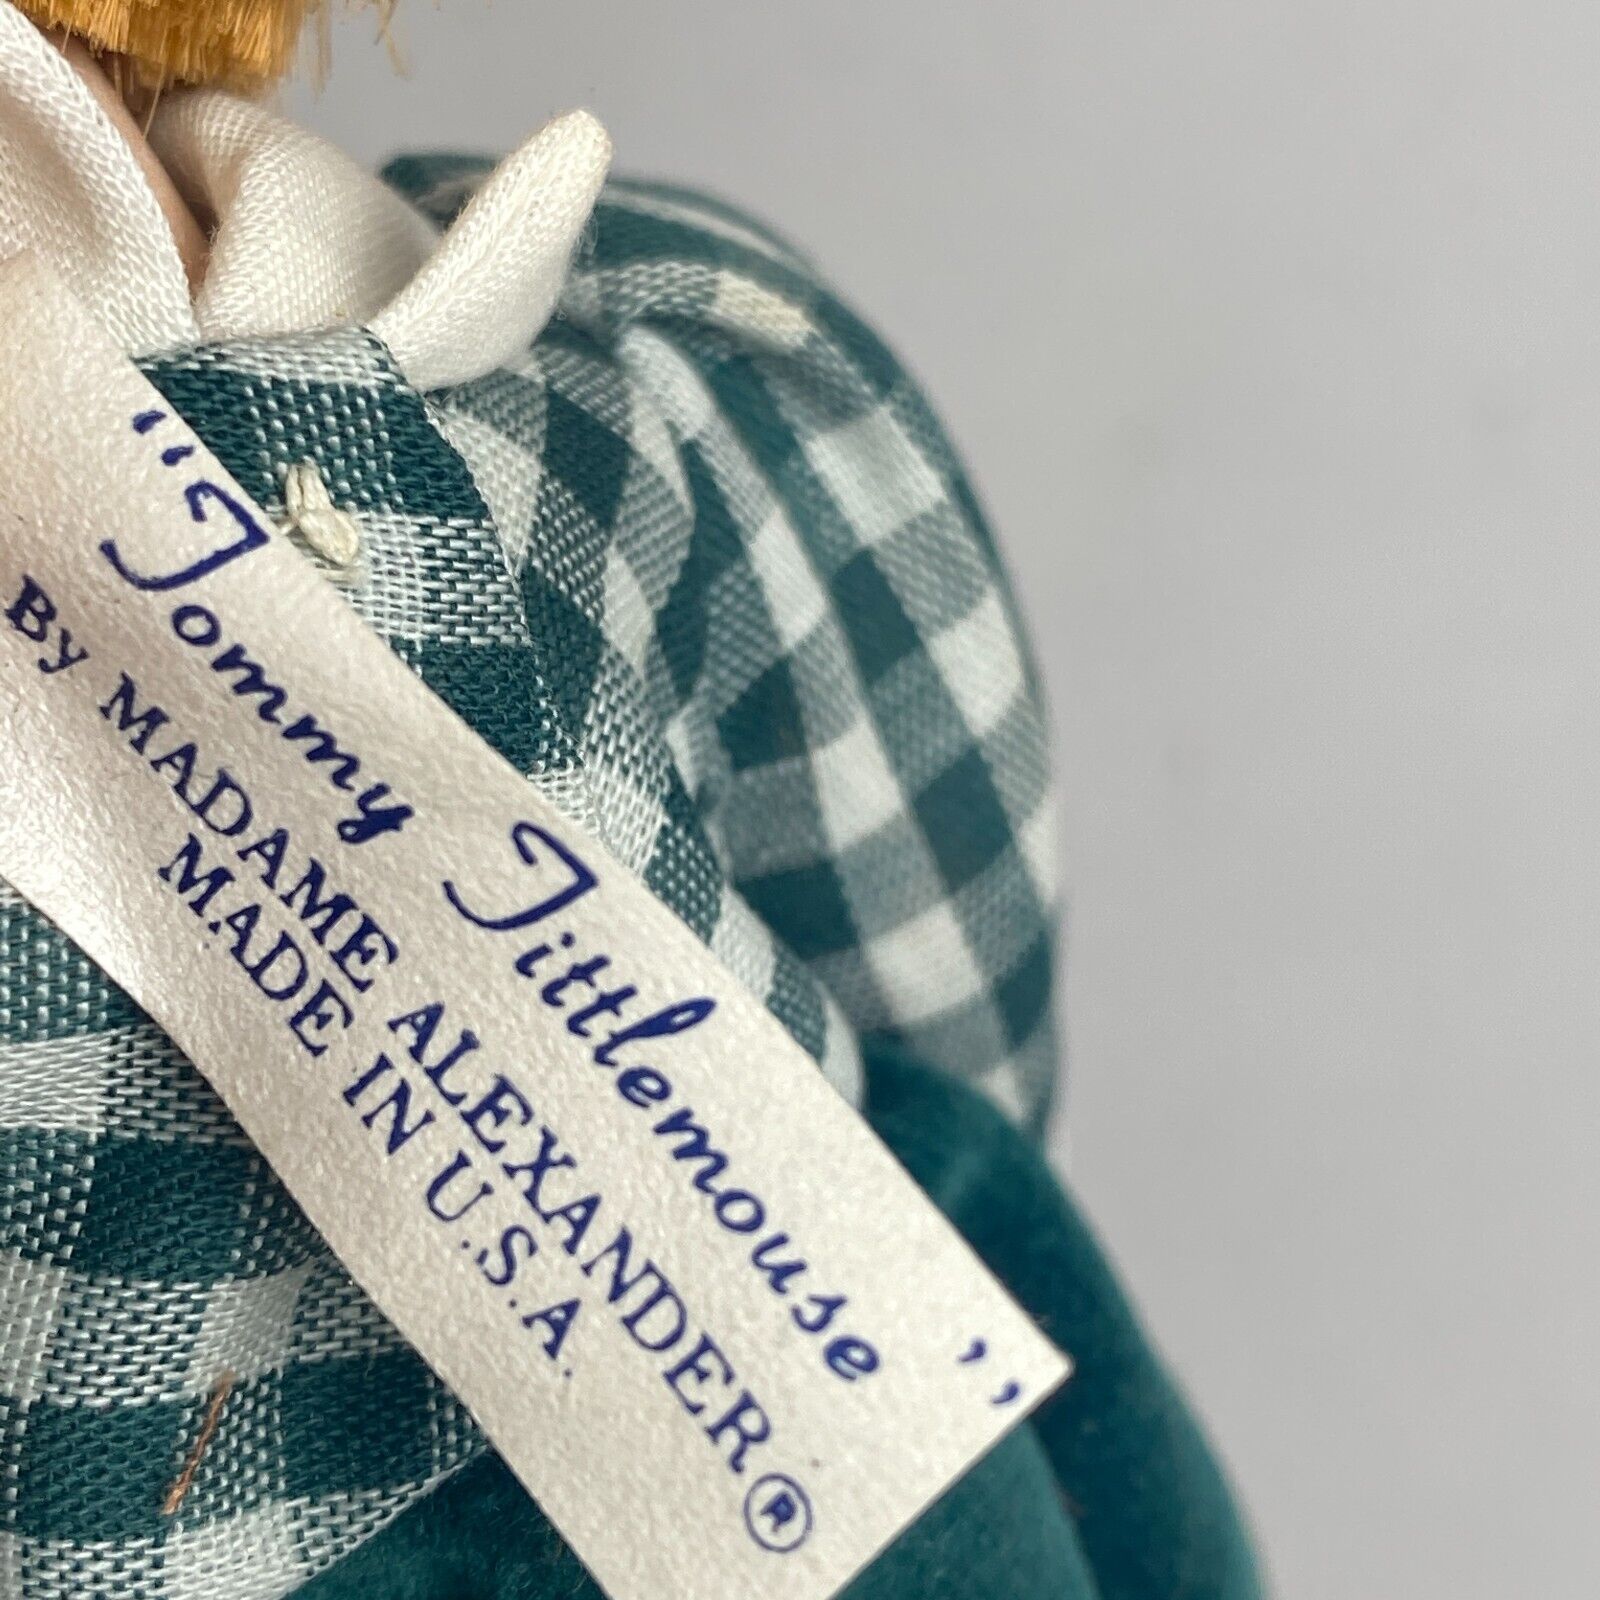 "Tommy Tittlemouse"
By MADAME ALEXANDER®
MADE IN U.S.A.